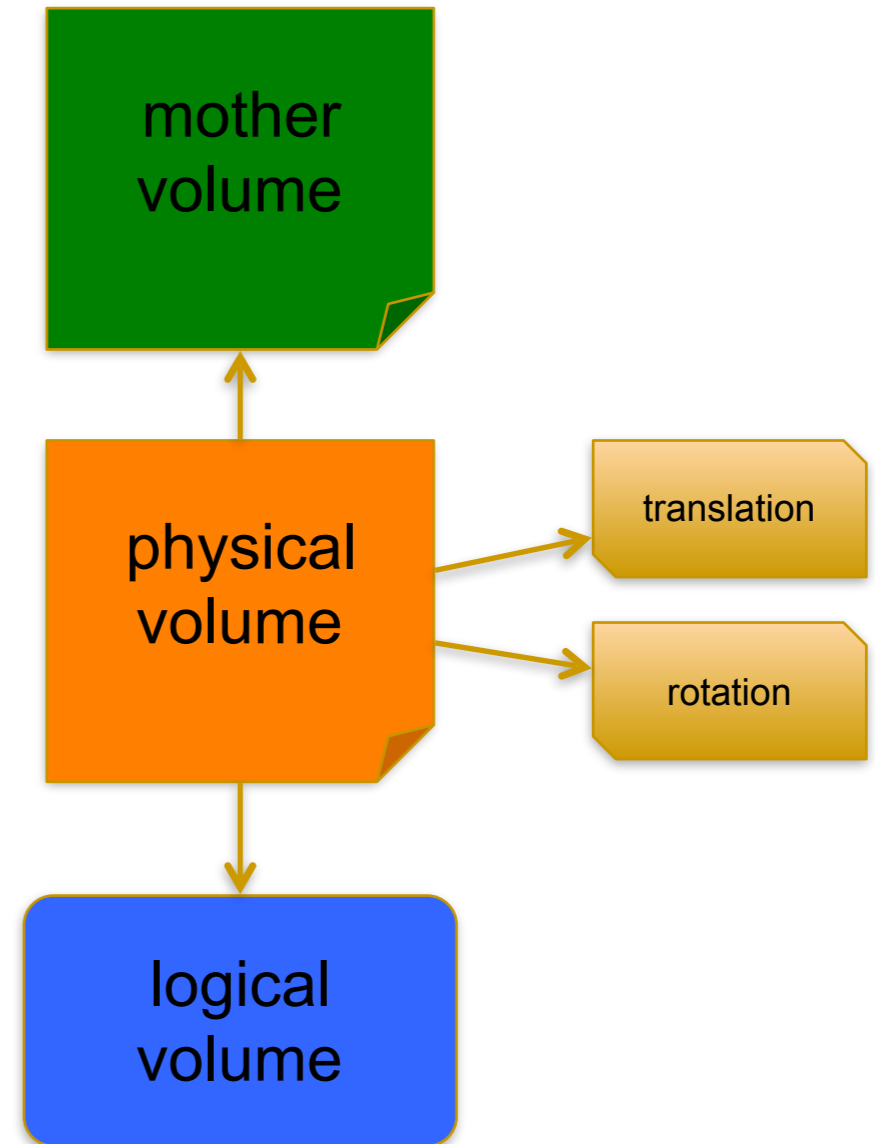 mother
volume
physical
volume
translation
rotation
logical
volume